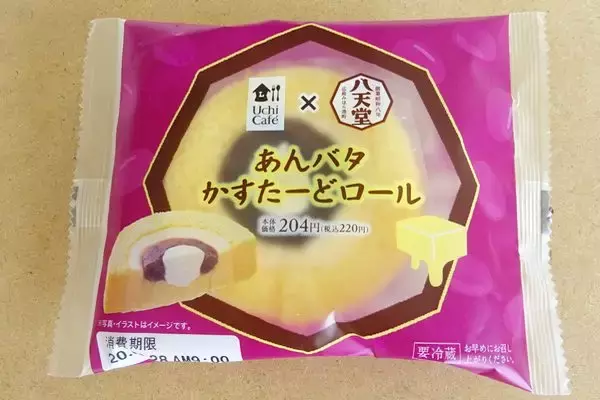 Uchi
Café
×
八天堂
あんバタ
かすたーどロール
本体
価格 204円(税込220円)
※写真・イラストはイメージです。
消費期限
28 AM9:00
要冷蔵
お早めにお召し
上がりください。